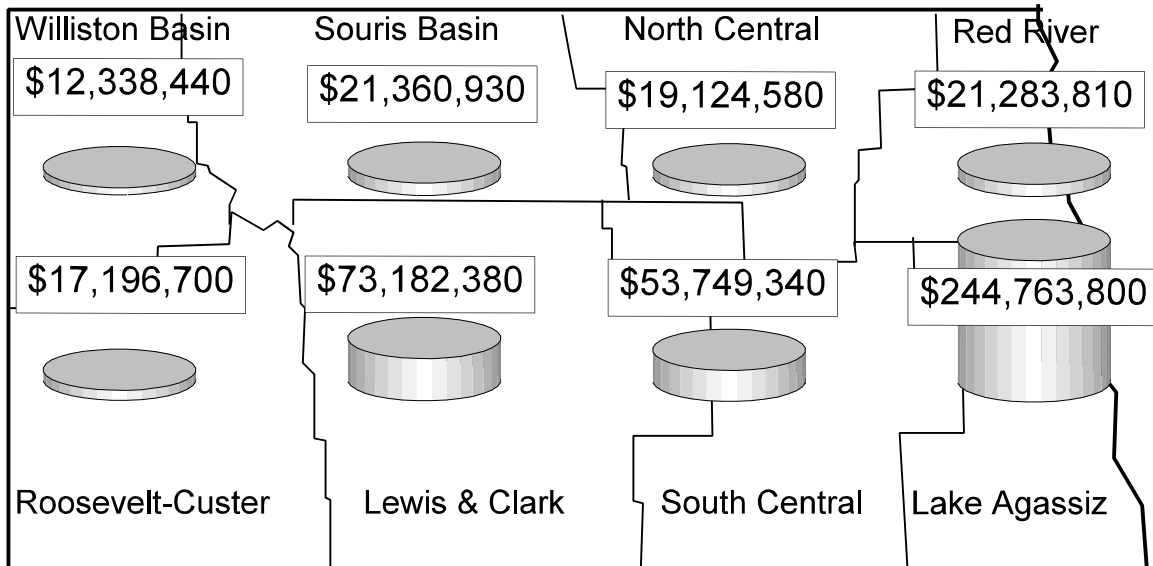 Williston Basin Souris Basin North Central Red River
$12,338,440 $21,360,930 $19,124,580 $21,283,810
$17,196,700 $73,182,380 $53,749,340 $244,763,800
Roosevelt-Custer Lewis & Clark South Central Lake Agassiz